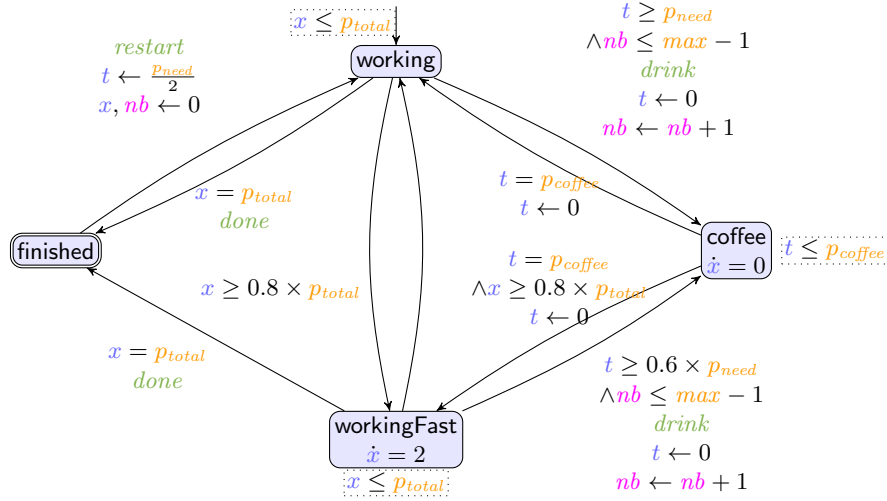 x ≤ p_total
working
restart
t ← p_need/2
x, nb ← 0
t ≥ p_need
∧nb ≤ max − 1
drink
t ← 0
nb ← nb + 1
x = p_total
done
t = p_coffee
t ← 0
finished
coffee
ẋ = 0
t ≤ p_coffee
x ≥ 0.8 × p_total
t = p_coffee
∧x ≥ 0.8 × p_total
t ← 0
x = p_total
done
t ≥ 0.6 × p_need
∧nb ≤ max − 1
drink
t ← 0
nb ← nb + 1
workingFast
ẋ = 2
x ≤ p_total